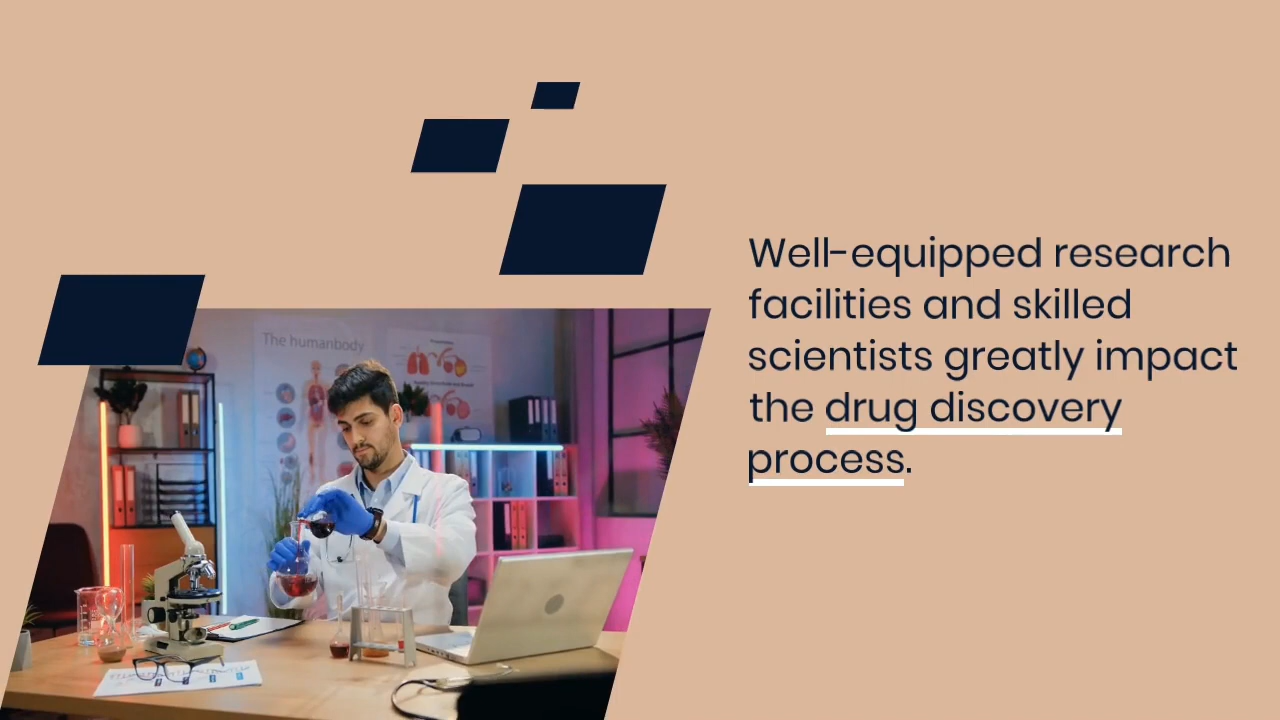 The humanbody
Well-equipped research
facilities and skilled
scientists greatly impact
the drug discovery
process.